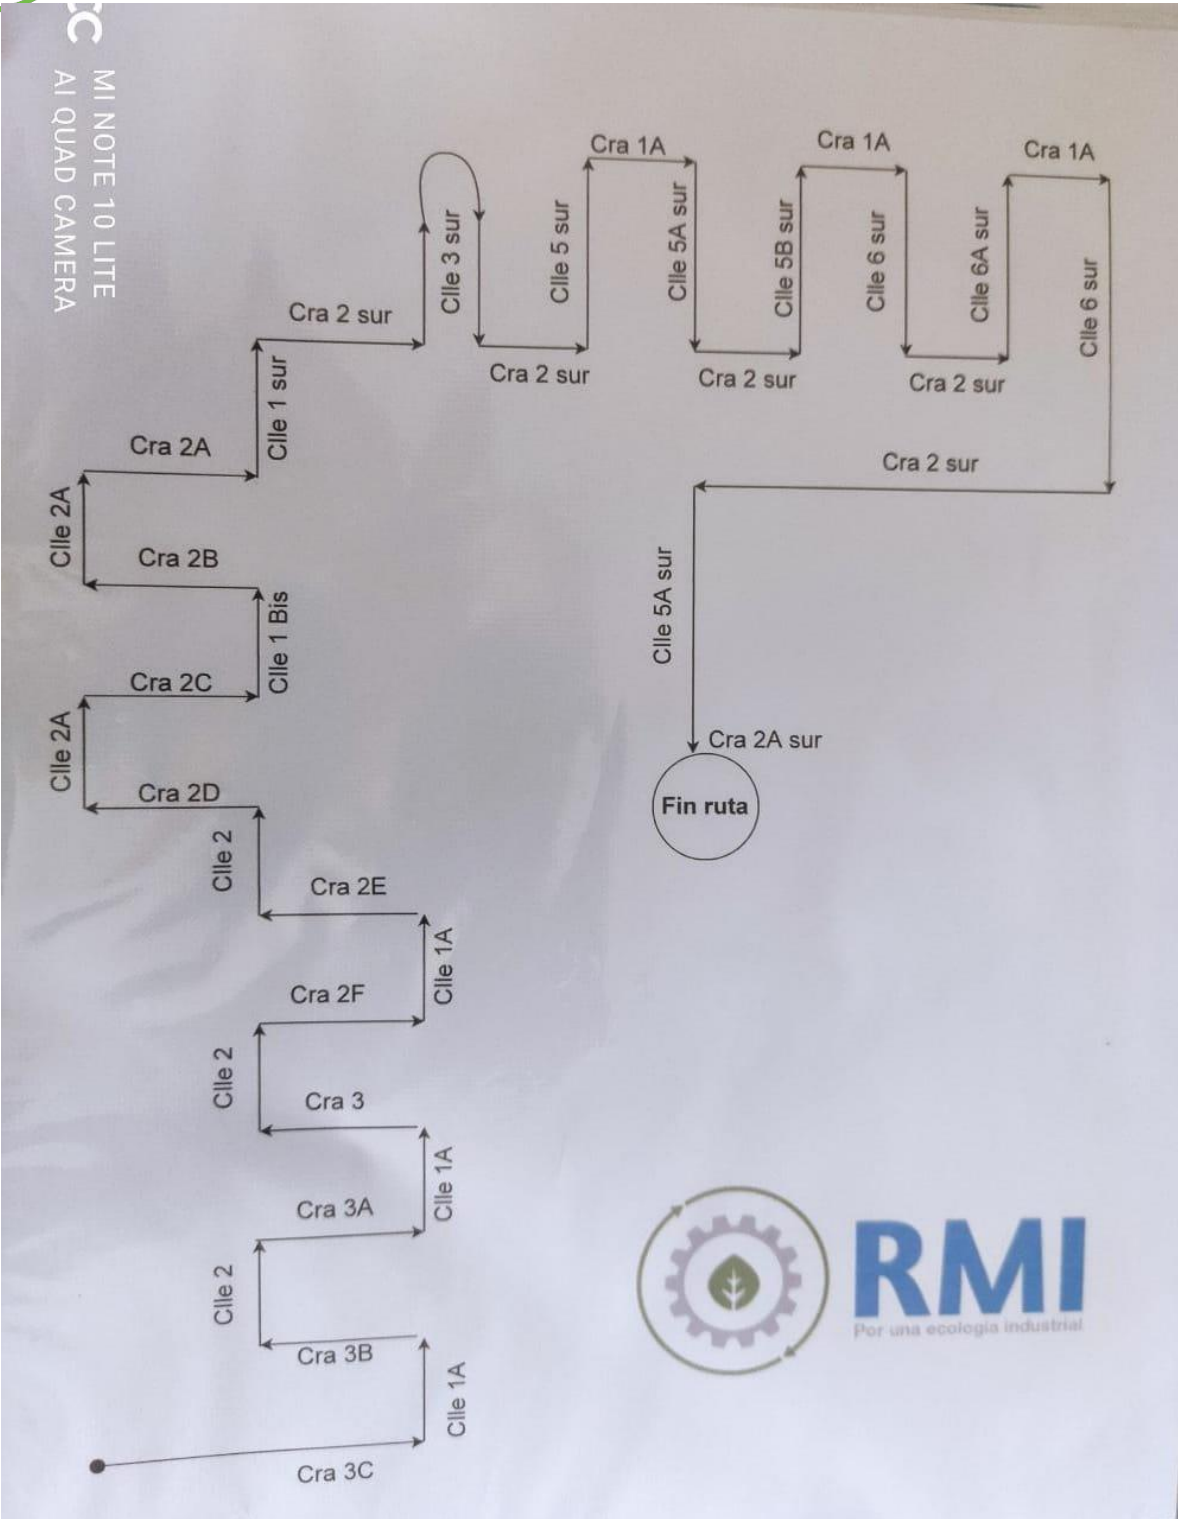 MI NOTE 10 LITE
AI QUAD CAMERA
Cra 1A
Cra 1A
Cra 1A
Clle 3 sur
Clle 5 sur
Clle 5A sur
Clle 5B sur
Clle 6 sur
Clle 6A sur
Clle 6 sur
Cra 2 sur
Cra 2 sur
Cra 2 sur
Cra 2 sur
Clle 1 sur
Cra 2A
Cra 2 sur
Clle 2A
Cra 2B
Clle 5A sur
Clle 1 Bis
Cra 2C
Clle 2A
Cra 2A sur
Cra 2D
Fin ruta
Clle 2
Cra 2E
Clle 1A
Cra 2F
Clle 2
Cra 3
Clle 1A
Cra 3A
Clle 2
Cra 3B
Clle 1A
Cra 3C
RMI
Por una ecología industrial